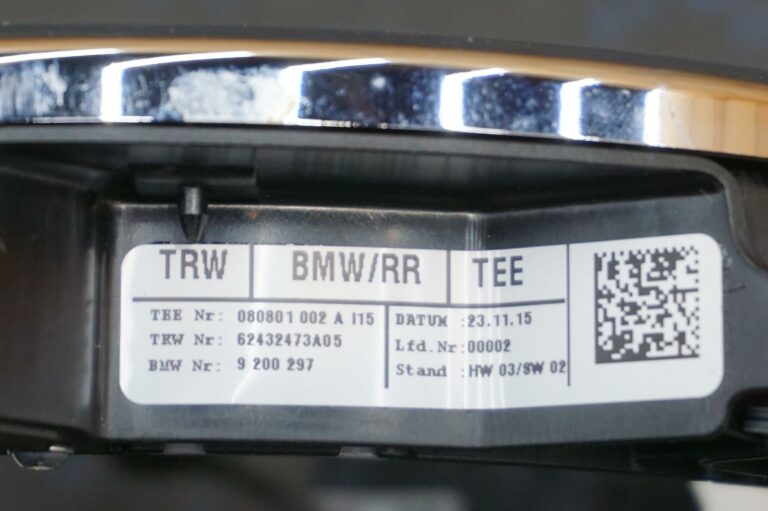 TRW BMW/RR TEE
TEE Nr: 080801 002 A I15
TRW Nr: 62432473A05
BMW Nr: 9 200 297
DATUM :23.11.15
Lfd.Nr:00002
Stand :HW 03/SW 02